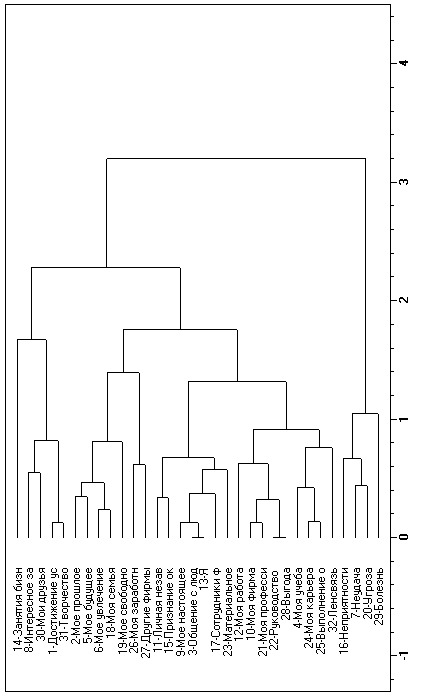 14-Занятия бизн
8-Интересное за
30-Мои друзья
1-Достижение ус
31-Творчество
2-Мое прошлое
5-Мое будущее
6-Мое увлечение
18-Моя семья
19-Мое свободно
26-Моя заработн
27-Другие фирмы
11-Личная незав
15-Признание ок
9-Мое настоящее
3-Общение с люд
13-Я
17-Сотрудники Ф
23-Материальное
12-Моя работа
10-Моя Фирма
21-Моя професси
22-Руководство
28-Выгода
4-Моя учеба
24-Моя карьера
25-Выполнение о
32-Ленсвязь
16-Неприятности
7-Неудача
20-Угроза
29-Болезнь
-1
0
1
2
3
4